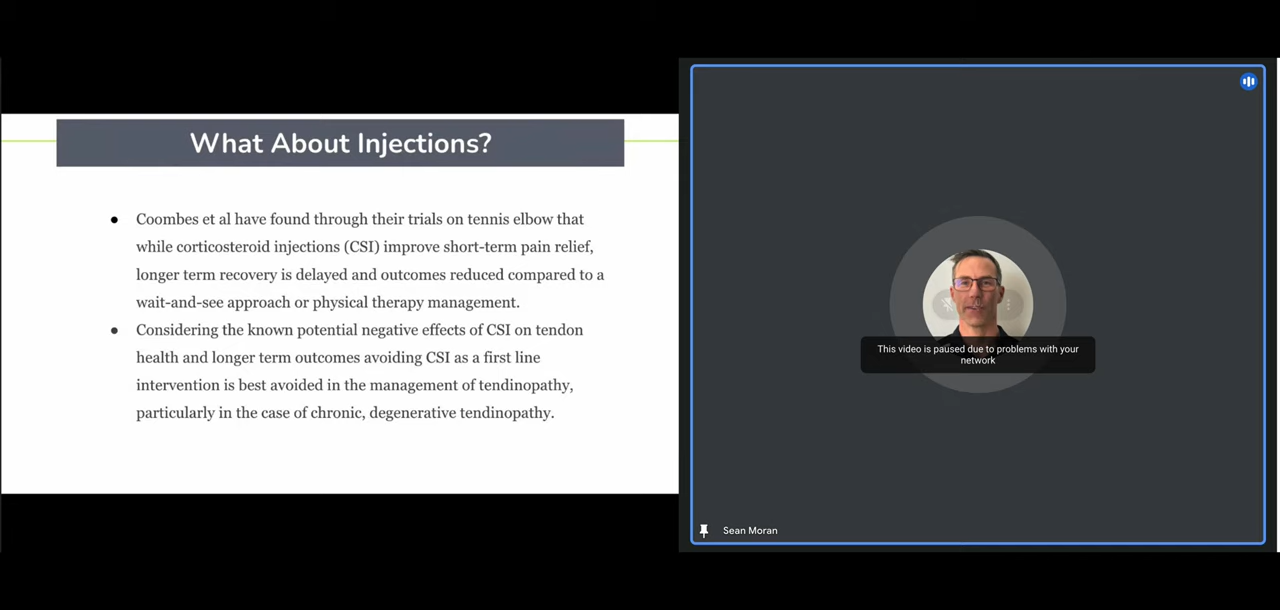 What About Injections?
● Coombes et al have found through their trials on tennis elbow that
while corticosteroid injections (CSI) improve short-term pain relief,
longer term recovery is delayed and outcomes reduced compared to a
wait-and-see approach or physical therapy management.
● Considering the known potential negative effects of CSI on tendon
health and longer term outcomes avoiding CSI as a first line
intervention is best avoided in the management of tendinopathy,
particularly in the case of chronic, degenerative tendinopathy.
This video is paused due to problems with your
network
Sean Moran